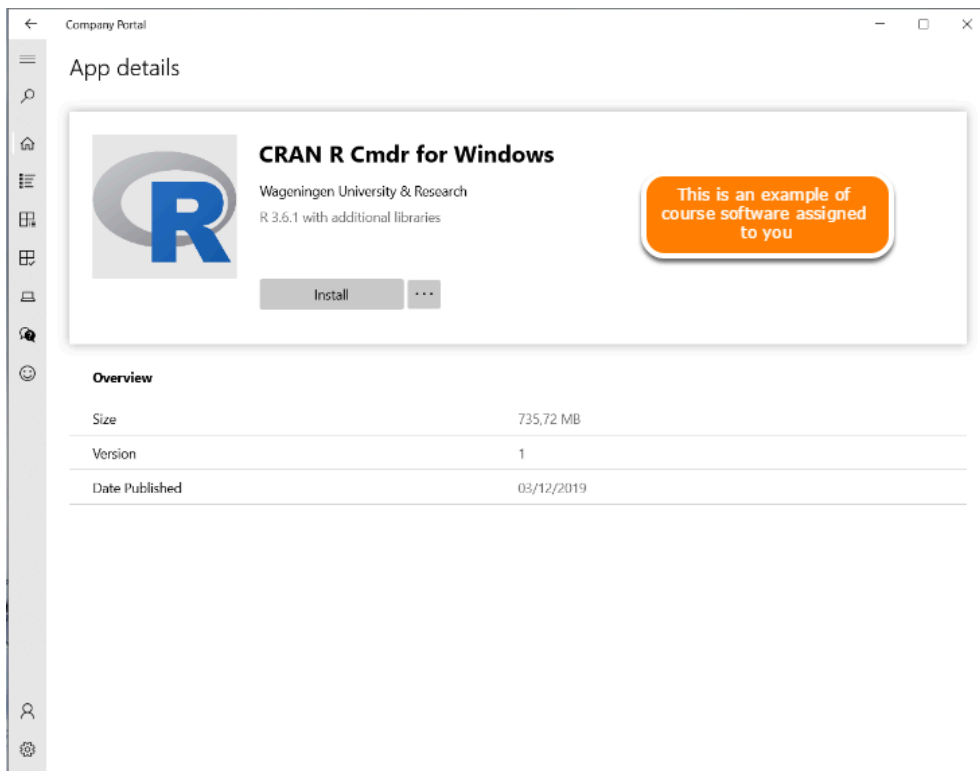 Company Portal
App details
R
CRAN R Cmdr for Windows
Wageningen University & Research
R 3.6.1 with additional libraries
This is an example of
course software assigned
to you
Install
Overview
Size 735,72 MB
Version 1
Date Published 03/12/2019